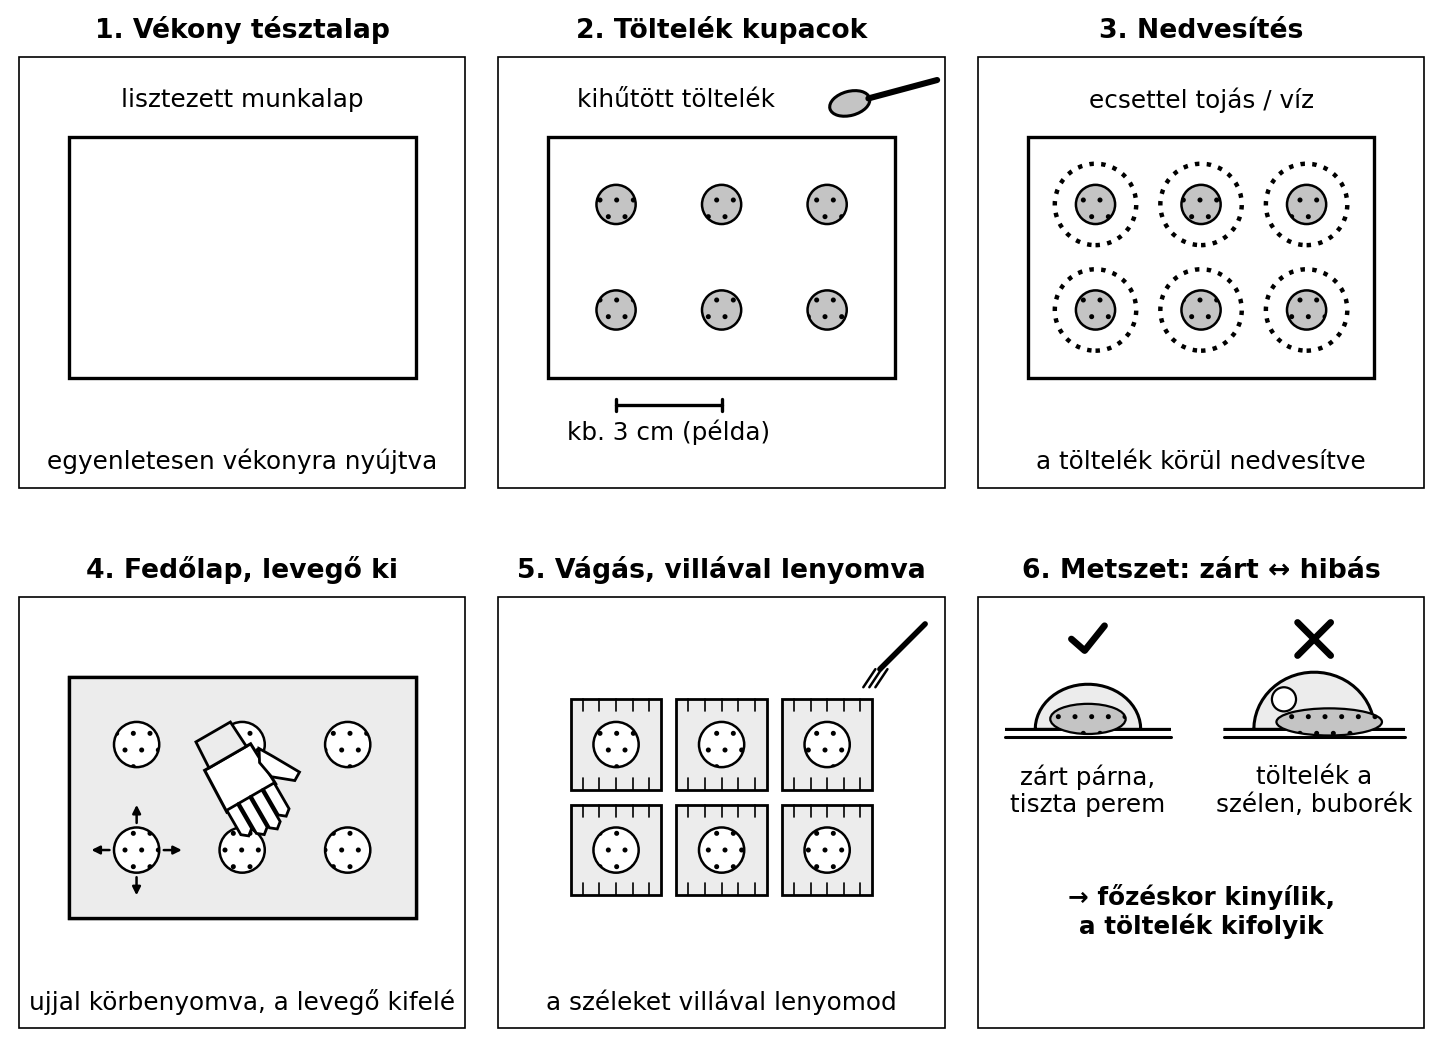 1. Vékony tésztalap
lisztezett munkalap
egyenletesen vékonyra nyújtva
2. Töltelék kupacok
kihűtött töltelék
kb. 3 cm (példa)
3. Nedvesítés
ecsettel tojás / víz
a töltelék körül nedvesítve
4. Fedőlap, levegő ki
ujjal körbenyomva, a levegő kifelé
5. Vágás, villával lenyomva
a széleket villával lenyomod
6. Metszet: zárt ↔ hibás
zárt párna,
tiszta perem
töltelék a
szélen, buborék
→ főzéskor kinyílik,
a töltelék kifolyik